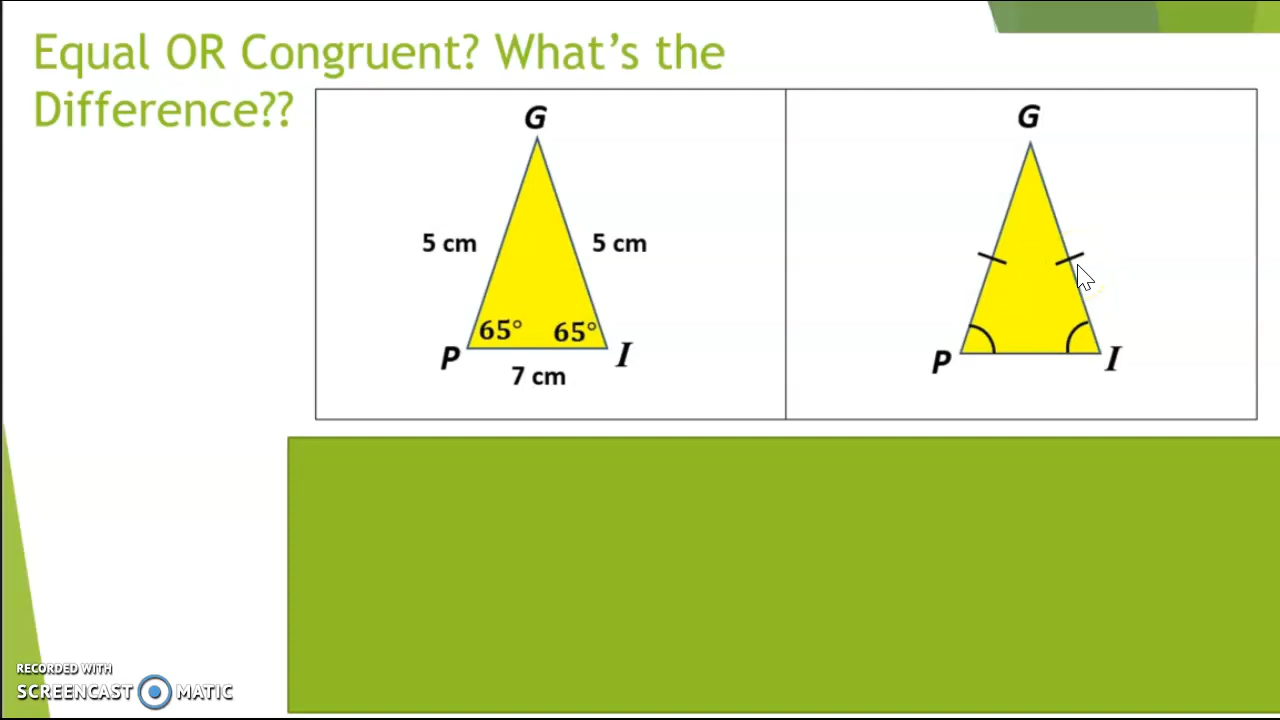 Equal OR Congruent? What's the
Difference??
G
5 cm
5 cm
65°
65°
P
I
7 cm
G
P
I
RECORDED WITH
SCREENCAST MATIC